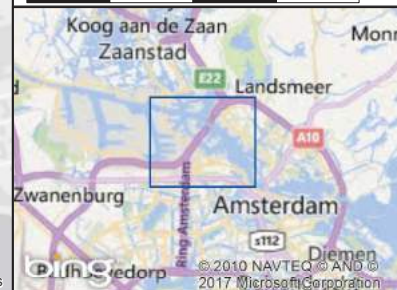 Koog aan de Zaan
Zaanstad
Mon
E22
Landsmeer
A10
Zwanenburg
Ring Amsterdam
Amsterdam
s112
Diemen
bing
© 2010 NAVTEQ © AND ©
2017 Microsoft Corporation